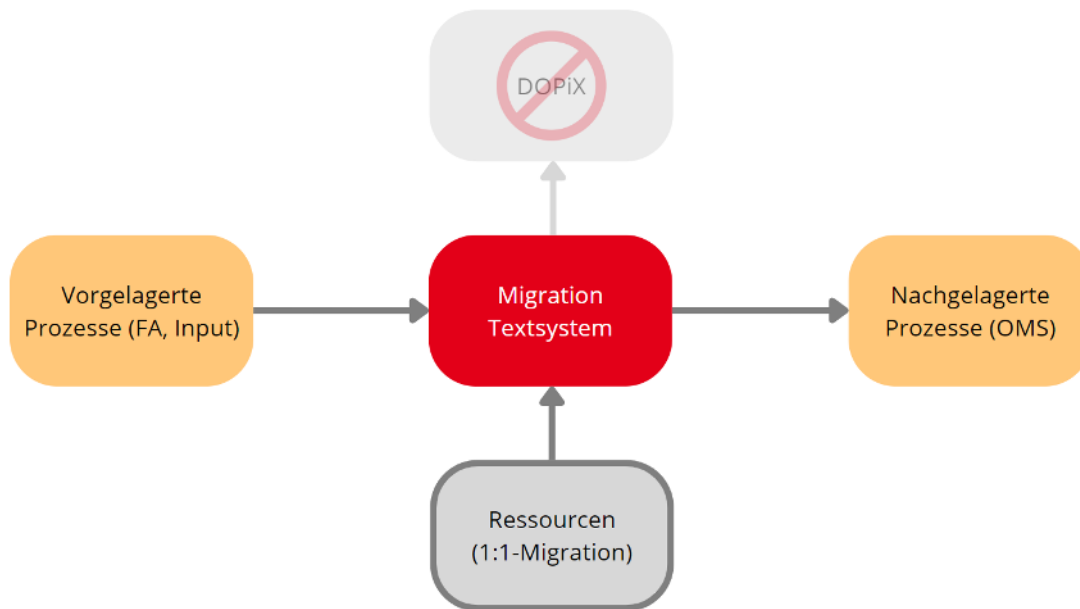 DOPiX
Vorgelagerte
Prozesse (FA, Input)
Migration
Textsystem
Nachgelagerte
Prozesse (OMS)
Ressourcen
(1:1-Migration)